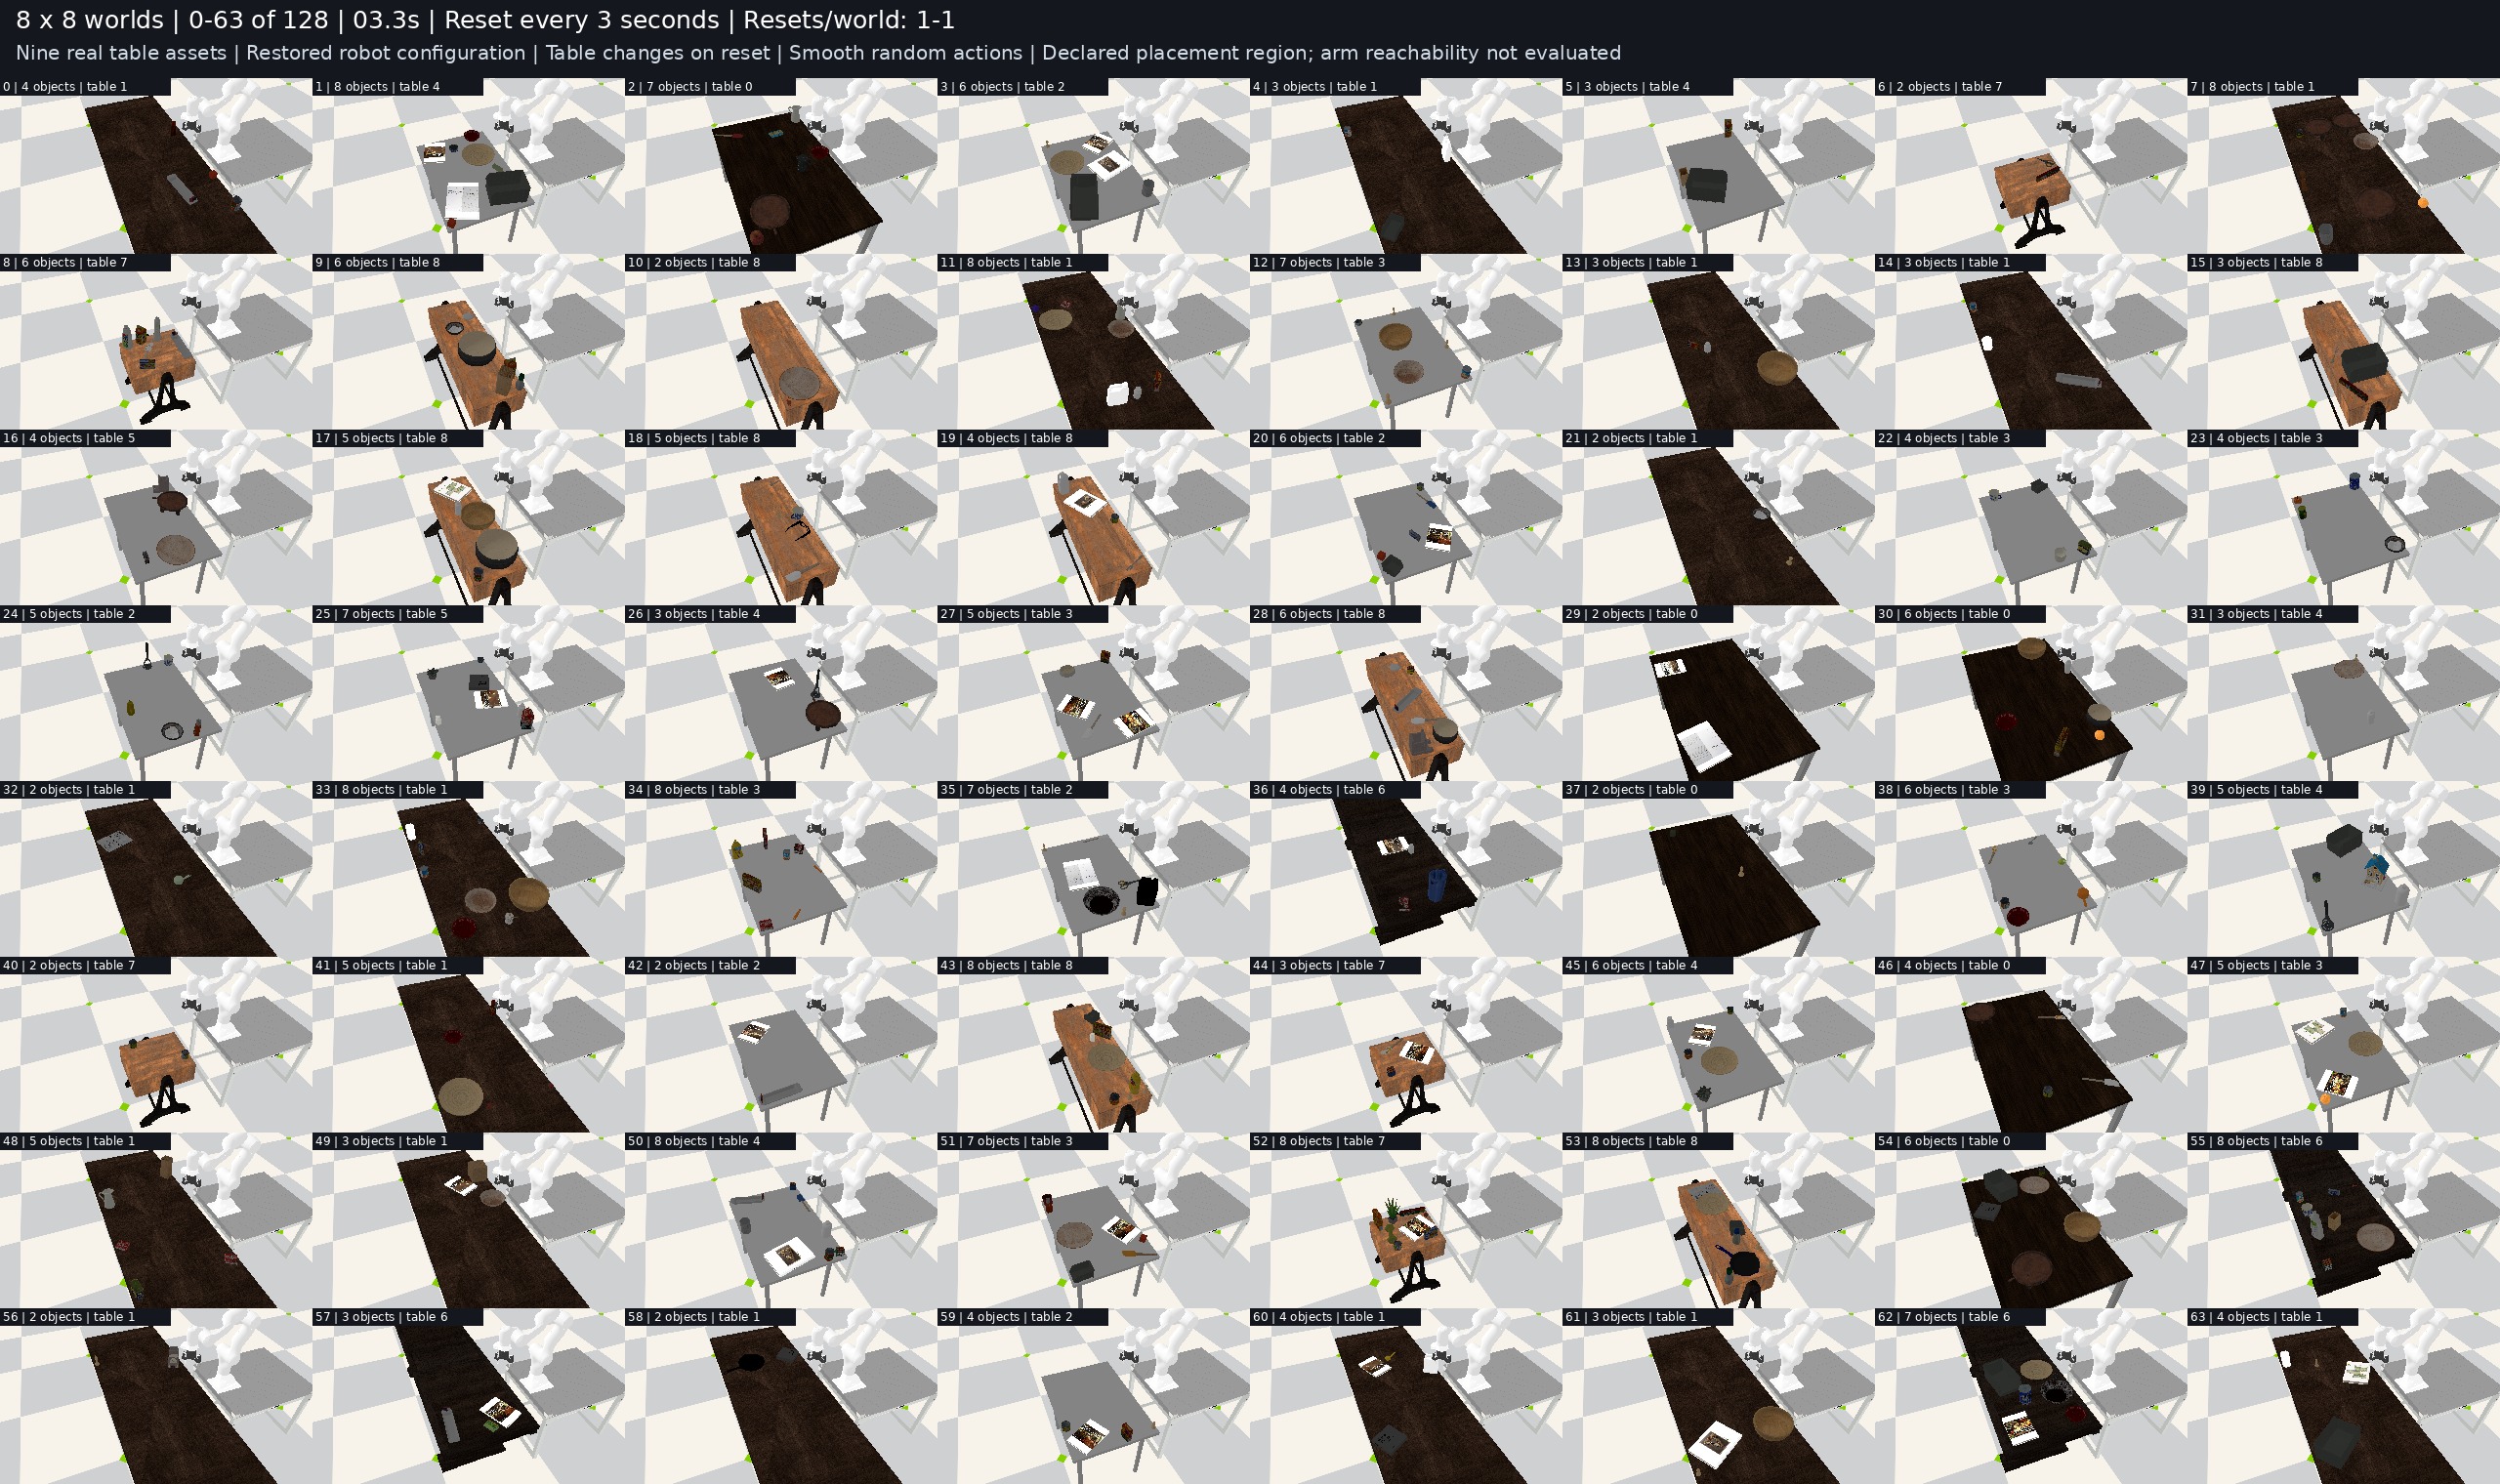 8 x 8 worlds | 0-63 of 128 | 03.3s | Reset every 3 seconds | Resets/world: 1-1
Nine real table assets | Restored robot configuration | Table changes on reset | Smooth random actions | Declared placement region; arm reachability not evaluated
0 | 4 objects | table 1
1 | 8 objects | table 4
2 | 7 objects | table 0
3 | 6 objects | table 2
4 | 3 objects | table 1
5 | 3 objects | table 4
6 | 2 objects | table 7
7 | 8 objects | table 1
8 | 6 objects | table 7
9 | 6 objects | table 8
10 | 2 objects | table 8
11 | 8 objects | table 1
12 | 7 objects | table 3
13 | 3 objects | table 1
14 | 3 objects | table 1
15 | 3 objects | table 8
16 | 4 objects | table 5
17 | 5 objects | table 8
18 | 5 objects | table 8
19 | 4 objects | table 8
20 | 6 objects | table 2
21 | 2 objects | table 1
22 | 4 objects | table 3
23 | 4 objects | table 3
24 | 5 objects | table 2
25 | 7 objects | table 5
26 | 3 objects | table 4
27 | 5 objects | table 3
28 | 6 objects | table 8
29 | 2 objects | table 0
30 | 6 objects | table 0
31 | 3 objects | table 4
32 | 2 objects | table 1
33 | 8 objects | table 1
34 | 8 objects | table 3
35 | 7 objects | table 2
36 | 4 objects | table 6
37 | 2 objects | table 0
38 | 6 objects | table 3
39 | 5 objects | table 4
40 | 2 objects | table 7
41 | 5 objects | table 1
42 | 2 objects | table 2
43 | 8 objects | table 8
44 | 3 objects | table 7
45 | 6 objects | table 4
46 | 4 objects | table 0
47 | 5 objects | table 3
48 | 5 objects | table 1
49 | 3 objects | table 1
50 | 8 objects | table 4
51 | 7 objects | table 3
52 | 8 objects | table 7
53 | 8 objects | table 8
54 | 6 objects | table 0
55 | 8 objects | table 6
56 | 2 objects | table 1
57 | 3 objects | table 6
58 | 2 objects | table 1
59 | 4 objects | table 2
60 | 4 objects | table 1
61 | 3 objects | table 1
62 | 7 objects | table 6
63 | 4 objects | table 1